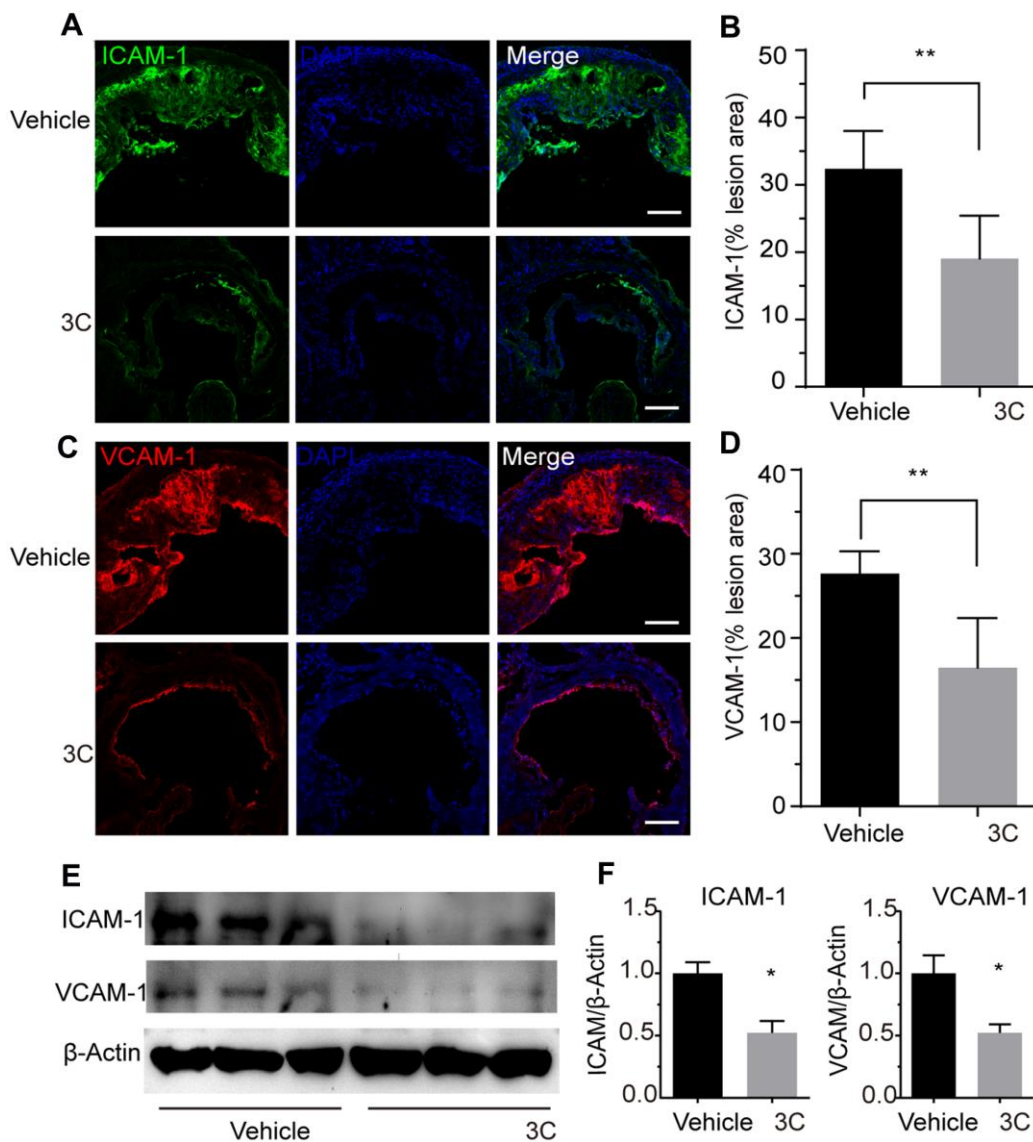 A
ICAM-1
DAPI
Merge
Vehicle
3C
B
**
ICAM-1(% lesion area)
50
40
30
20
10
0
Vehicle
3C
C
VCAM-1
DAPI
Merge
Vehicle
3C
D
**
VCAM-1(% lesion area)
40
30
20
10
0
Vehicle
3C
E
ICAM-1
VCAM-1
β-Actin
Vehicle
3C
F
ICAM-1
ICAM/β-Actin
1.5
1.0
0.5
0.0
*
Vehicle
3C
VCAM-1
VCAM/β-Actin
1.5
1.0
0.5
0.0
*
Vehicle
3C